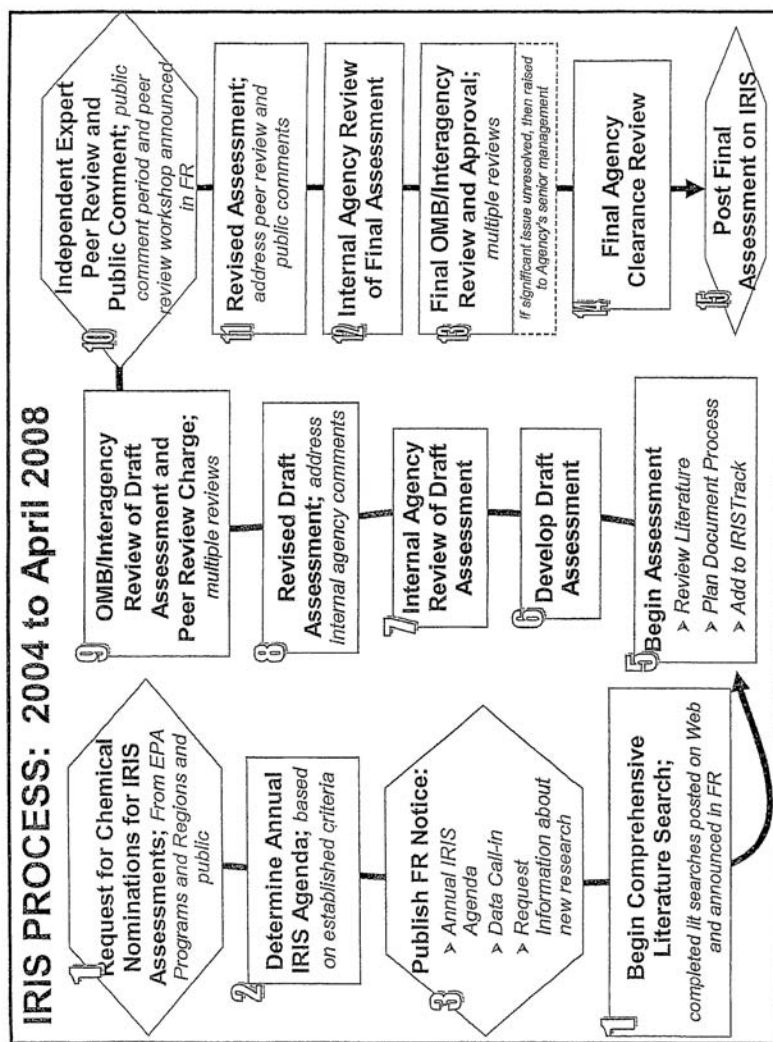 IRIS PROCESS: 2004 to April 2008
1
Request for Chemical
Nominations for IRIS
Assessments; From EPA
Programs and Regions and
public
2
Determine Annual
IRIS Agenda; based
on established criteria
3
Publish FR Notice:
➢ Annual IRIS
Agenda
➢ Data Call-in
➢ Request
Information about
new research
1
Begin Comprehensive
Literature Search;
completed lit searches posted on Web
and announced in FR
5
Begin Assessment
➢ Review Literature
➢ Plan Document Process
➢ Add to IRISTrack
6
Develop Draft
Assessment
7
Internal Agency
Review of Draft
Assessment
8
Revised Draft
Assessment; address
Internal agency comments
9
OMB/Interagency
Review of Draft
Assessment and
Peer Review Charge;
multiple reviews
10
Independent Expert
Peer Review and
Public Comment; public
comment period and peer
review workshop announced
in FR
11
Revised Assessment;
address peer review and
public comments
12
Internal Agency Review
of Final Assessment
13
Final OMB/Interagency
Review and Approval;
multiple reviews
If significant issue unresolved, then raised
to Agency's senior management
14
Final Agency
Clearance Review
15
Post Final
Assessment on IRIS